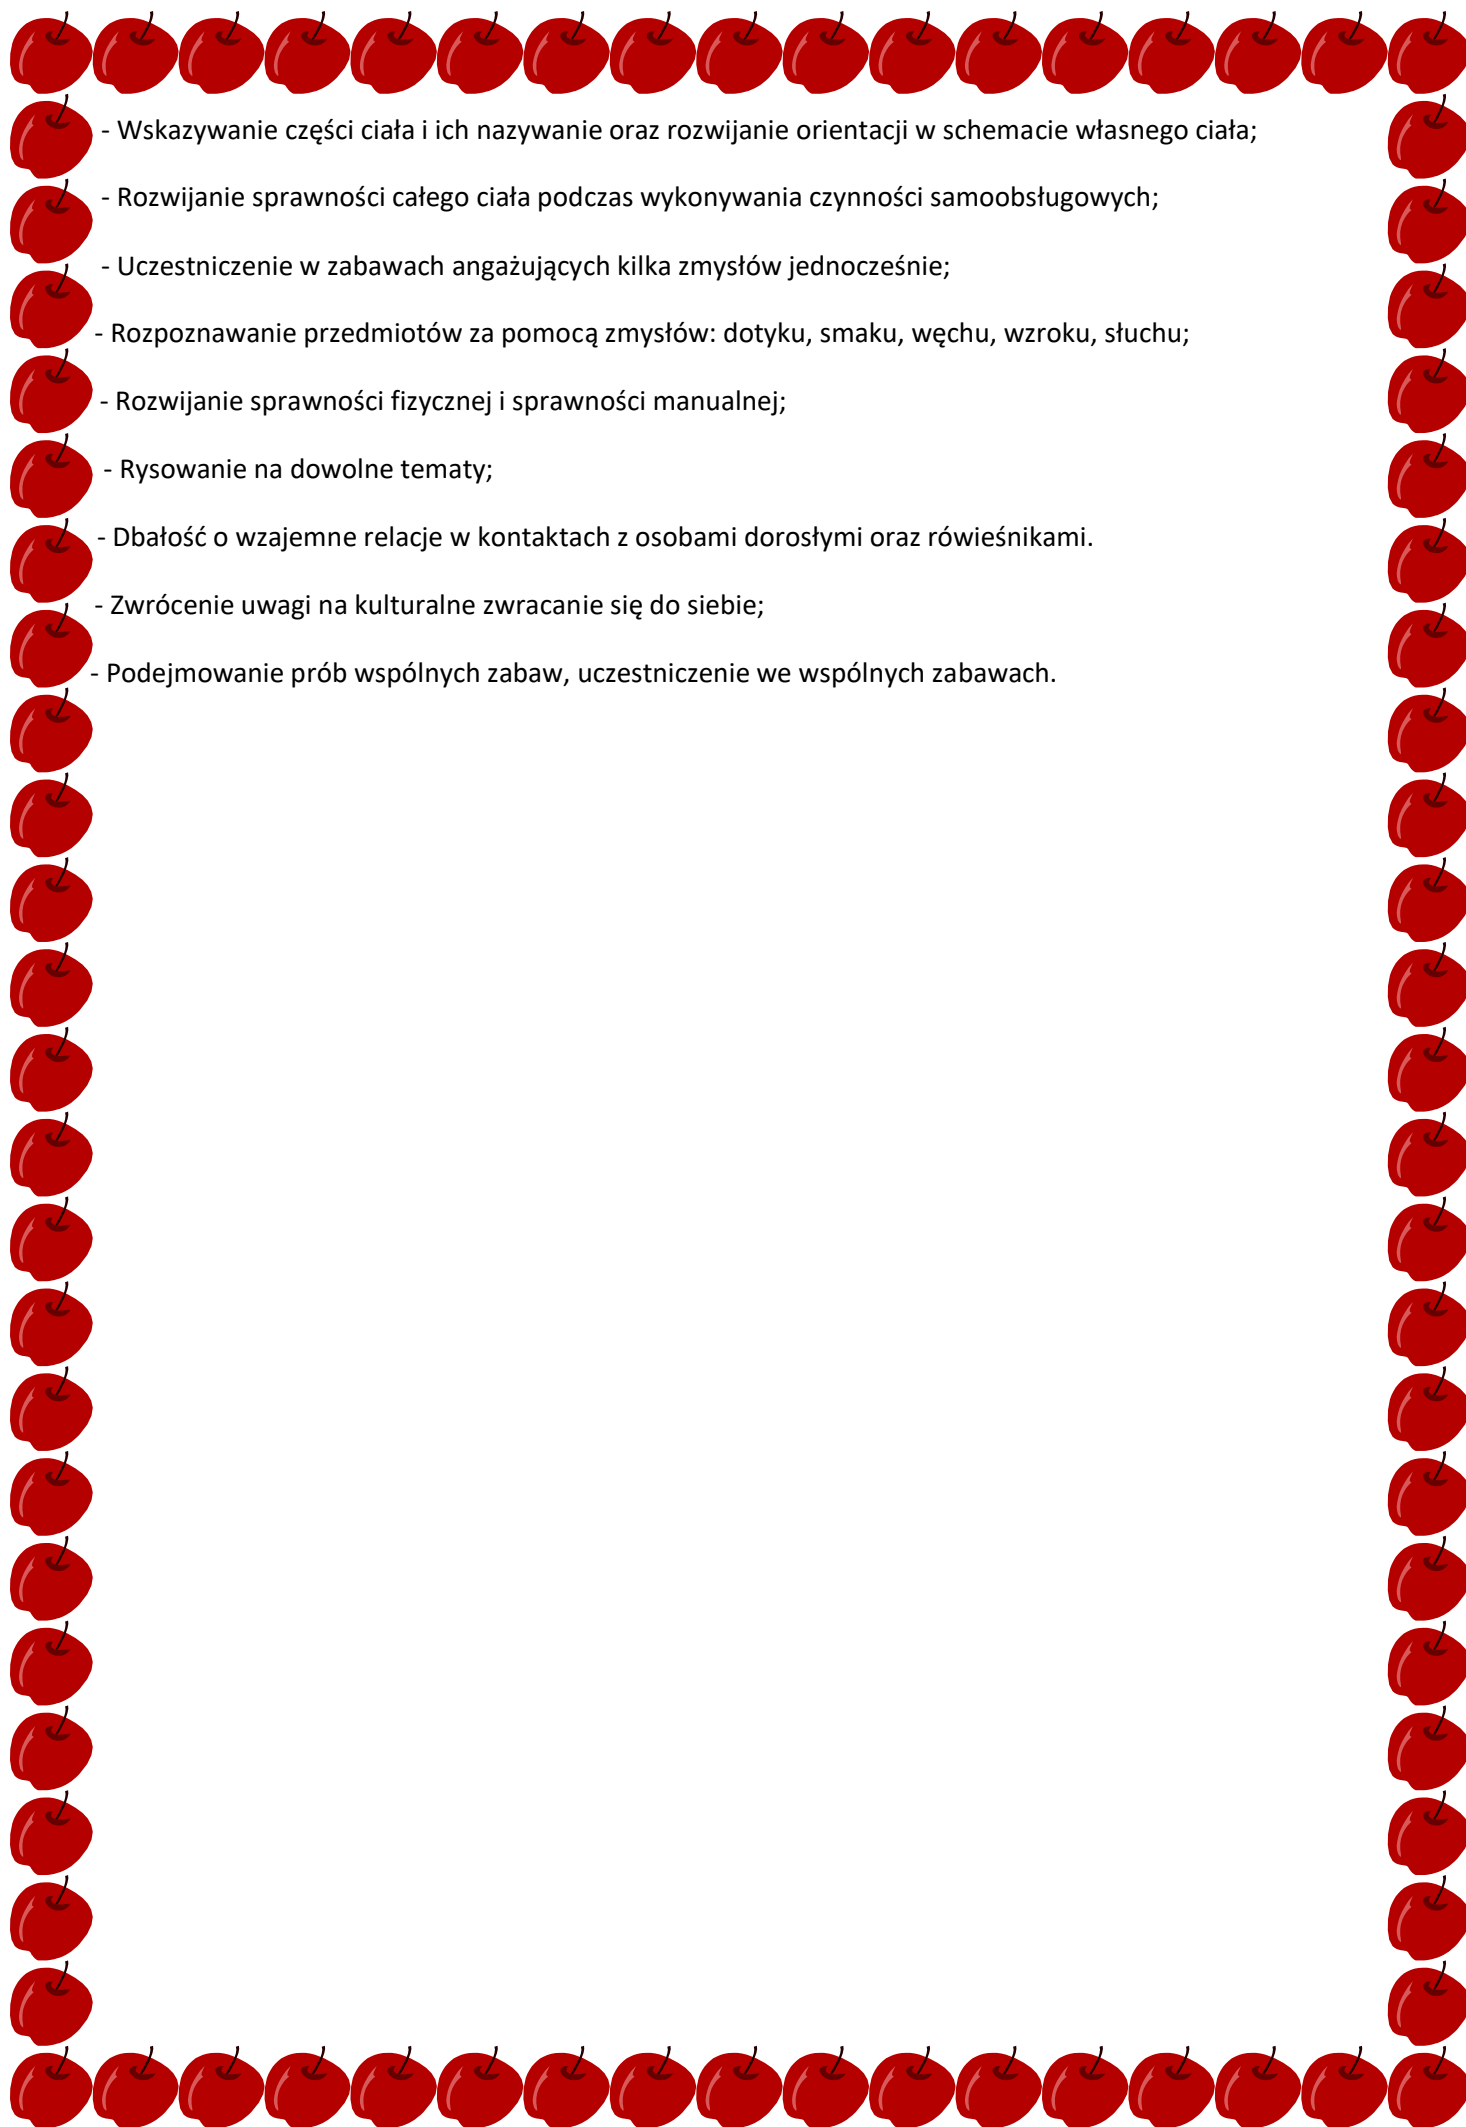 - Wskazywanie części ciała i ich nazywanie oraz rozwijanie orientacji w schemacie własnego ciała;
- Rozwijanie sprawności całego ciała podczas wykonywania czynności samoobsługowych;
- Uczestniczenie w zabawach angażujących kilka zmysłów jednocześnie;
- Rozpoznawanie przedmiotów za pomocą zmysłów: dotyku, smaku, węchu, wzroku, słuchu;
- Rozwijanie sprawności fizycznej i sprawności manualnej;
- Rysowanie na dowolne tematy;
- Dbałość o wzajemne relacje w kontaktach z osobami dorosłymi oraz rówieśnikami.
- Zwrócenie uwagi na kulturalne zwracanie się do siebie;
- Podejmowanie prób wspólnych zabaw, uczestniczenie we wspólnych zabawach.